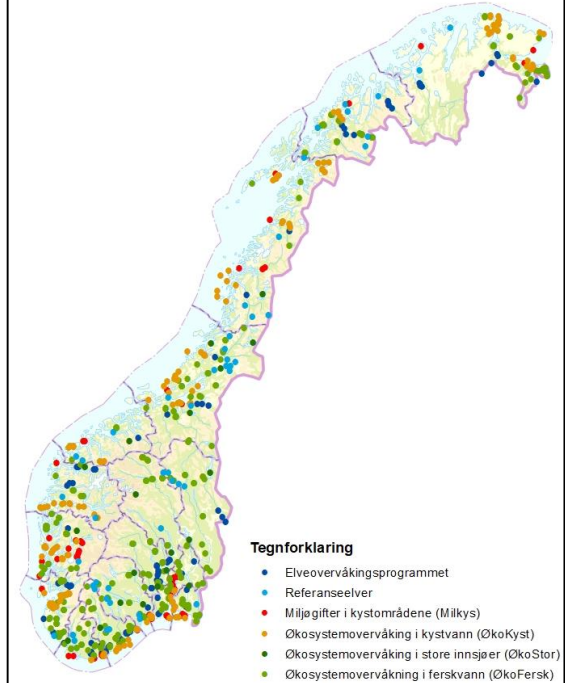 Tegnforklaring
Elveovervåkingsprogrammet
Referanseelver
Miljøgifter i kystområdene (Milkys)
Økosystemovervåking i kystvann (ØkoKyst)
Økosystemovervåking i store innsjøer (ØkoStor)
Økosystemovervåkning i ferskvann (ØkoFersk)